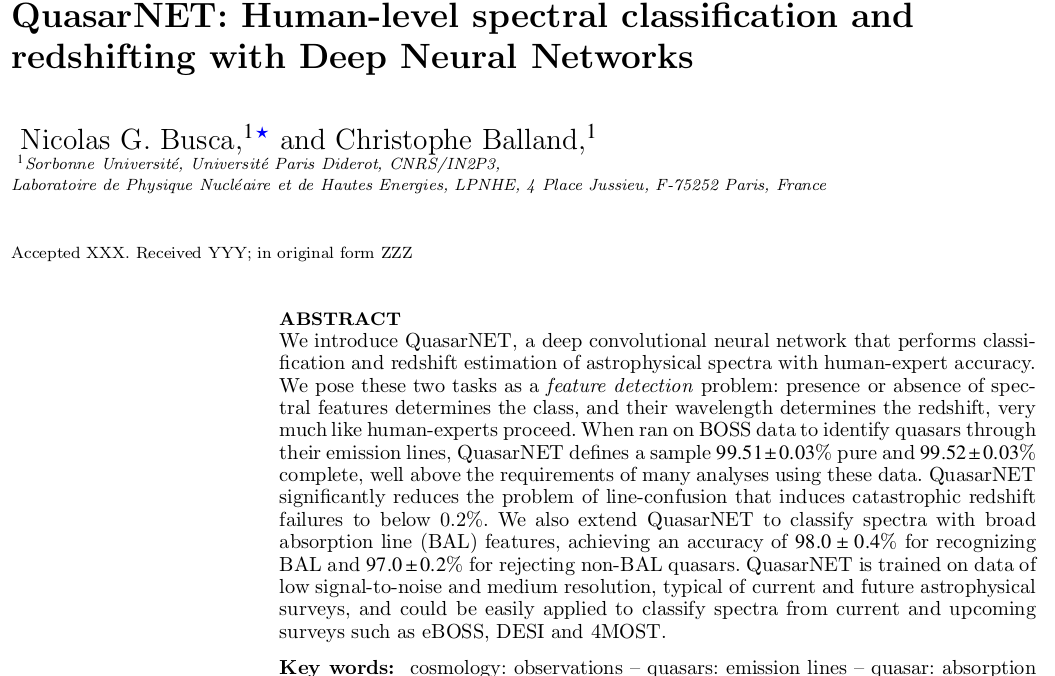 QuasarNET: Human-level spectral classification and
redshifting with Deep Neural Networks
Nicolas G. Busca,1★ and Christophe Balland,1
1Sorbonne Université, Université Paris Diderot, CNRS/IN2P3,
Laboratoire de Physique Nucléaire et de Hautes Energies, LPNHE, 4 Place Jussieu, F-75252 Paris, France
Accepted XXX. Received YYY; in original form ZZZ
ABSTRACT
We introduce QuasarNET, a deep convolutional neural network that performs classi-
fication and redshift estimation of astrophysical spectra with human-expert accuracy.
We pose these two tasks as a feature detection problem: presence or absence of spec-
tral features determines the class, and their wavelength determines the redshift, very
much like human-experts proceed. When ran on BOSS data to identify quasars through
their emission lines, QuasarNET defines a sample 99.51±0.03% pure and 99.52±0.03%
complete, well above the requirements of many analyses using these data. QuasarNET
significantly reduces the problem of line-confusion that induces catastrophic redshift
failures to below 0.2%. We also extend QuasarNET to classify spectra with broad
absorption line (BAL) features, achieving an accuracy of 98.0 ± 0.4% for recognizing
BAL and 97.0±0.2% for rejecting non-BAL quasars. QuasarNET is trained on data of
low signal-to-noise and medium resolution, typical of current and future astrophysical
surveys, and could be easily applied to classify spectra from current and upcoming
surveys such as eBOSS, DESI and 4MOST.
Key words: cosmology: observations – quasars: emission lines – quasar: absorption